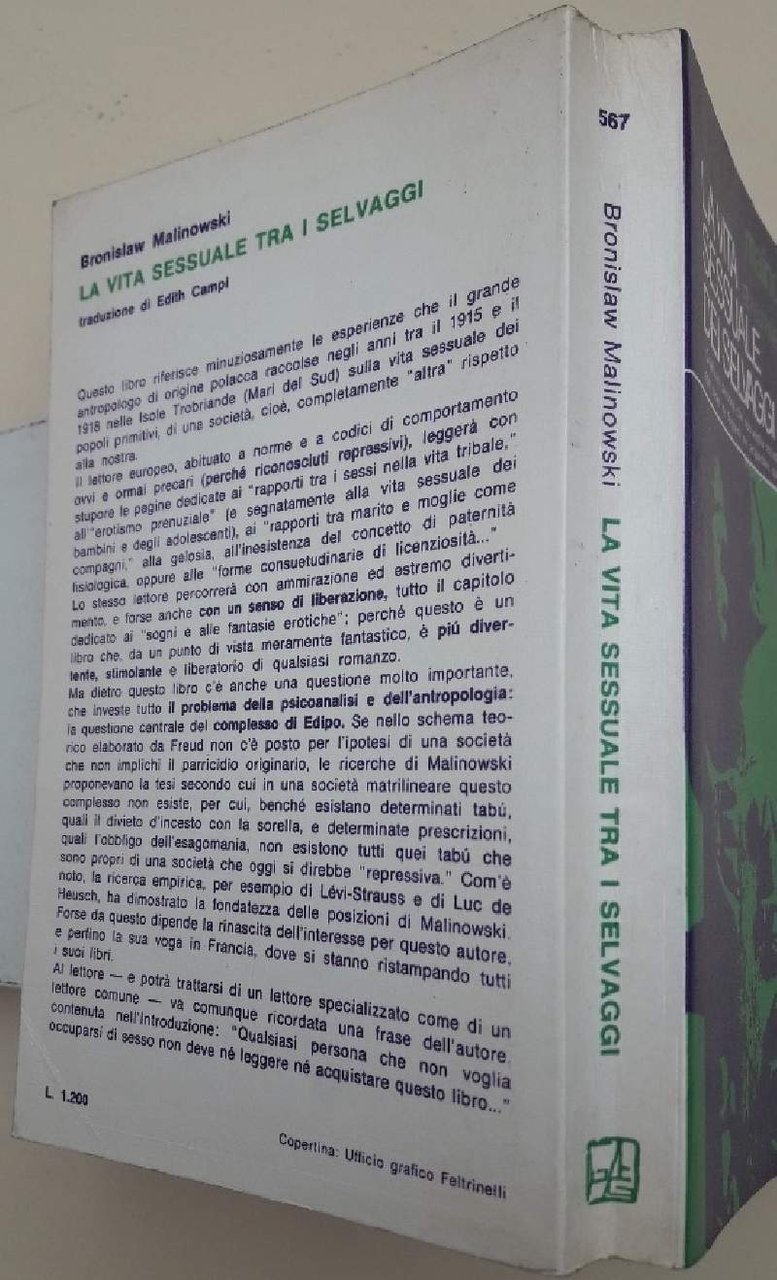 Bronislaw Malinowski
LA VITA SESSUALE TRA I SELVAGGI
traduzione di Edith Campi
Questo libro riferisce minuziosamente le esperienze che il grande
antropologo di origine polacca raccolse negli anni tra il 1915 e il
1918 nelle Isole Trobriande (Mari del Sud) sulla vita sessuale dei
popoli primitivi, di una società, cioè, completamente "altra" rispetto
alla nostra.
Il lettore europeo, abituato a norme e a codici di comportamento
ovvi e ormai precari (perché riconosciuti repressivi), leggerà con
stupore le pagine dedicate ai "rapporti tra i sessi nella vita tribale,"
all'"erotismo prenuziale" (e segnatamente alla vita sessuale dei
bambini e degli adolescenti), ai "rapporti tra marito e moglie come
compagni," alla gelosia, all'inesistenza del concetto di paternità
fisiologica, oppure alle "forme consuetudinarie di licenziosità..."
Lo stesso lettore percorrerà con ammirazione ed estremo diverti-
mento, e forse anche con un senso di liberazione, tutto il capitolo
dedicato ai "sogni e alle fantasie erotiche"; perché questo è un
libro che, da un punto di vista meramente fantastico, è piú diver-
tente, stimolante e liberatorio di qualsiasi romanzo.
Ma dietro questo libro c'è anche una questione molto importante,
che investe tutto il problema della psicoanalisi e dell'antropologia:
la questione centrale del complesso di Edipo. Se nello schema teo-
rico elaborato da Freud non c'è posto per l'ipotesi di una società
che non implichi il parricidio originario, le ricerche di Malinowski
proponevano la tesi secondo cui in una società matrilineare questo
complesso non esiste, per cui, benché esistano determinati tabú,
quali il divieto d'incesto con la sorella, e determinate prescrizioni,
quali l'obbligo dell'esagomania, non esistono tutti quei tabú che
sono propri di una società che oggi si direbbe "repressiva." Com'è
noto, la ricerca empirica, per esempio di Lévi-Strauss e di Luc de
Heusch, ha dimostrato la fondatezza delle posizioni di Malinowski.
Forse da questo dipende la rinascita dell'interesse per questo autore,
e perfino la sua voga in Francia, dove si stanno ristampando tutti
i suoi libri.
Al lettore — e potrà trattarsi di un lettore specializzato come di un
lettore comune — va comunque ricordata una frase dell'autore,
contenuta nell'introduzione: "Qualsiasi persona che non voglia
occuparsi di sesso non deve né leggere né acquistare questo libro..."
L. 1.200
Copertina: Ufficio grafico Feltrinelli
567
Bronislaw Malinowski LA VITA SESSUALE TRA I SELVAGGI
LA VITA
SESSUALE
DEI SELVAGGI